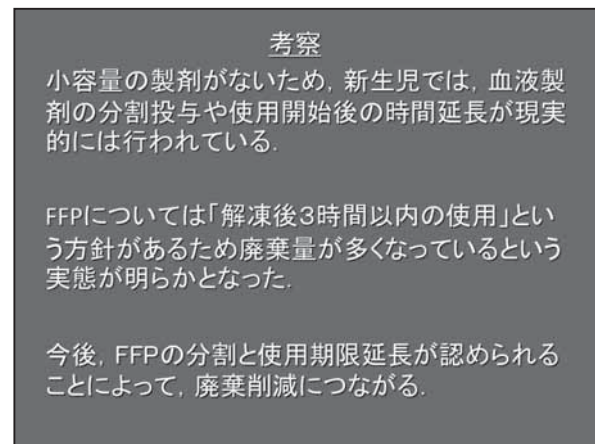 考察
小容量の製剤がないため，新生児では，血液製
剤の分割投与や使用開始後の時間延長が現実
的には行われている．
FFPについては「解凍後3時間以内の使用」とい
う方針があるため廃棄量が多くなっているという
実態が明らかとなった．
今後，FFPの分割と使用期限延長が認められる
ことによって，廃棄削減につながる．